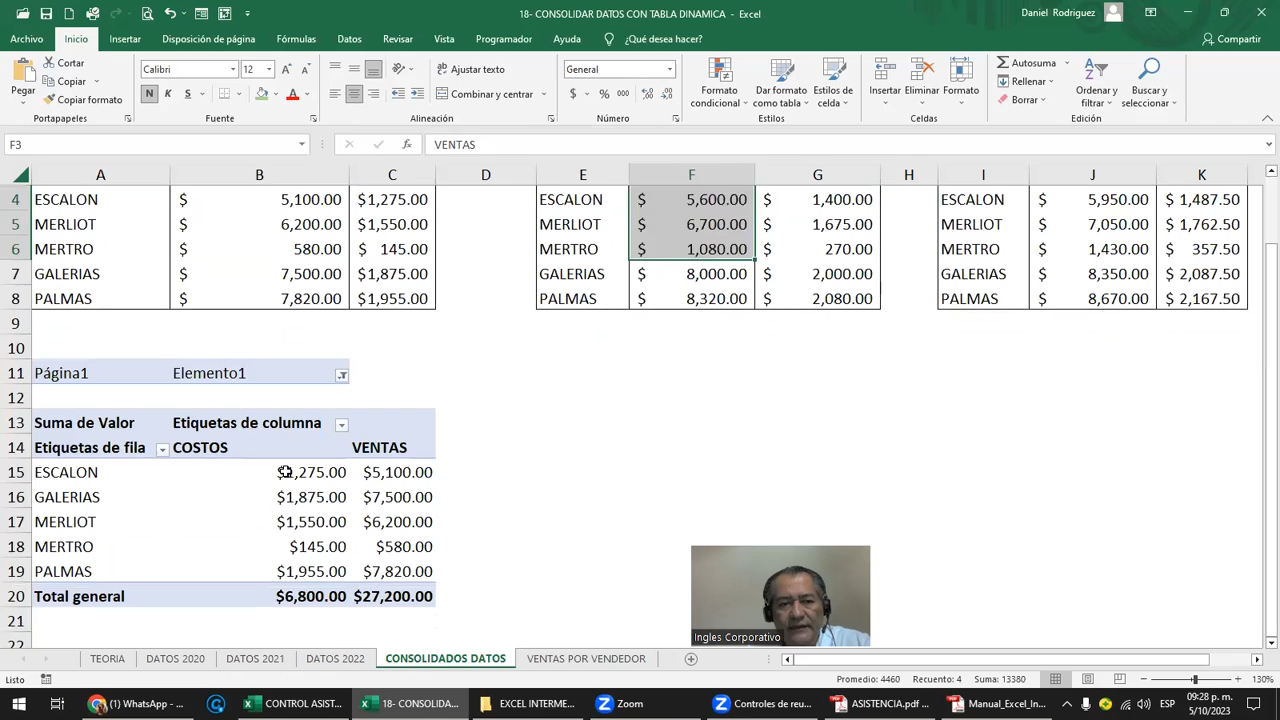 18- CONSOLIDAR DATOS CON TABLA DINAMICA - Excel
Daniel Rodriguez
Archivo Inicio Insertar Disposición de página Fórmulas Datos Revisar Vista Programador Ayuda ¿Qué desea hacer? Compartir
Pegar
Cortar
Copiar
Copiar formato
Portapapeles
Calibri 12
N K S
Fuente
Ajustar texto
Combinar y centrar
Alineación
General
$ % 000
Número
Formato condicional
Dar formato como tabla
Estilos de celda
Estilos
Insertar Eliminar Formato
Celdas
Autosuma
Rellenar
Borrar
Ordenar y filtrar
Buscar y seleccionar
Edición
F3 fx VENTAS
A B C D E F G H I J K
4 ESCALON $ 5,100.00 $1,275.00 ESCALON $ 5,600.00 $ 1,400.00 ESCALON $ 5,950.00 $ 1,487.50
5 MERLIOT $ 6,200.00 $1,550.00 MERLIOT $ 6,700.00 $ 1,675.00 MERLIOT $ 7,050.00 $ 1,762.50
6 MERTRO $ 580.00 $ 145.00 MERTRO $ 1,080.00 $ 270.00 MERTRO $ 1,430.00 $ 357.50
7 GALERIAS $ 7,500.00 $1,875.00 GALERIAS $ 8,000.00 $ 2,000.00 GALERIAS $ 8,350.00 $ 2,087.50
8 PALMAS $ 7,820.00 $1,955.00 PALMAS $ 8,320.00 $ 2,080.00 PALMAS $ 8,670.00 $ 2,167.50
9
10
11 Página1 Elemento1
12
13 Suma de Valor Etiquetas de columna
14 Etiquetas de fila COSTOS VENTAS
15 ESCALON $1,275.00 $5,100.00
16 GALERIAS $1,875.00 $7,500.00
17 MERLIOT $1,550.00 $6,200.00
18 MERTRO $145.00 $580.00
19 PALMAS $1,955.00 $7,820.00
20 Total general $6,800.00 $27,200.00
21
22
Ingles Corporativo
TEORIA DATOS 2020 DATOS 2021 DATOS 2022 CONSOLIDADOS DATOS VENTAS POR VENDEDOR
Listo Promedio: 4460 Recuento: 4 Suma: 13380 130%
(1) WhatsApp - ... CONTROL ASIST... 18- CONSOLIDA... EXCEL INTERME... Zoom Controles de reu... ASISTENCIA.pdf ... Manual_Excel_In... 09:28 p. m.
5/10/2023